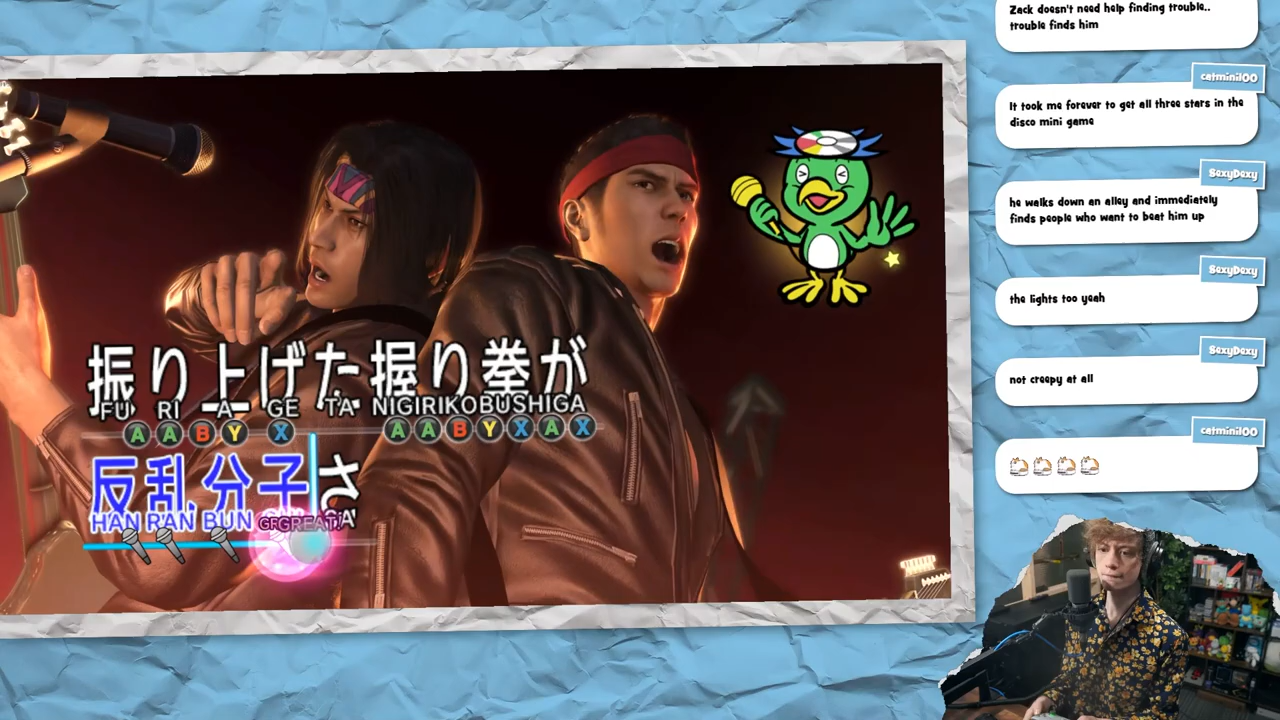 振り上げた握り拳が
FU RI A GE TA NIGIRIKOBUSHIGA
A A B Y X A A B Y X A X
反乱分子さ
HAN RAN BUN
GREAT!
Zack doesn't need help finding trouble..
trouble finds him
catmini100
It took me forever to get all three stars in the
disco mini game
SexyDexy
he walks down an alley and immediately
finds people who want to beat him up
SexyDexy
the lights too yeah
SexyDexy
not creepy at all
catmini100